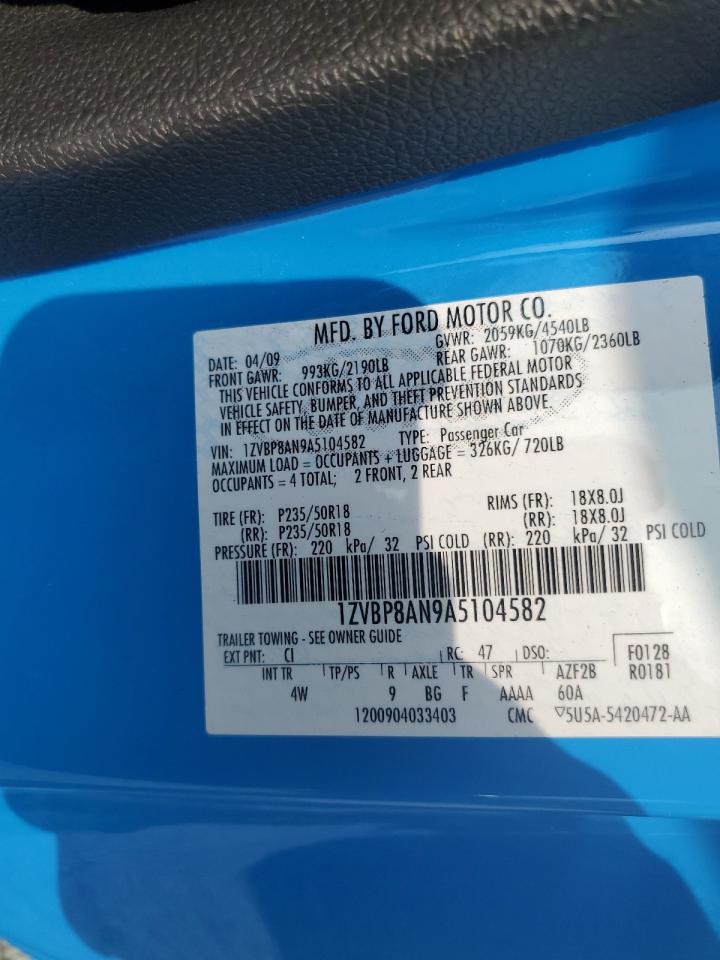 MFD. BY FORD MOTOR CO.
DATE: 04/09 GVWR: 2059KG/4540LB
FRONT GAWR: 993KG/2190LB REAR GAWR: 1070KG/2360LB
THIS VEHICLE CONFORMS TO ALL APPLICABLE FEDERAL MOTOR
VEHICLE SAFETY, BUMPER, AND THEFT PREVENTION STANDARDS
IN EFFECT ON THE DATE OF MANUFACTURE SHOWN ABOVE.
VIN: 1ZVBP8AN9A5104582 TYPE: Passenger Car
MAXIMUM LOAD = OCCUPANTS + LUGGAGE = 326KG/ 720LB
OCCUPANTS = 4 TOTAL; 2 FRONT, 2 REAR
TIRE (FR): P235/50R18 RIMS (FR): 18X8.0J
(RR): P235/50R18 (RR): 18X8.0J
PRESSURE (FR): 220 kPa/ 32 PSI COLD (RR): 220 kPa/ 32 PSI COLD
1ZVBP8AN9A5104582
TRAILER TOWING - SEE OWNER GUIDE
EXT PNT: CI RC: 47 DSO: F0128
INT TR TP/PS R AXLE TR SPR AZF2B R0181
4W 9 BG F AAAA 60A
1200904033403 CMC ▽5U5A-5420472-AA